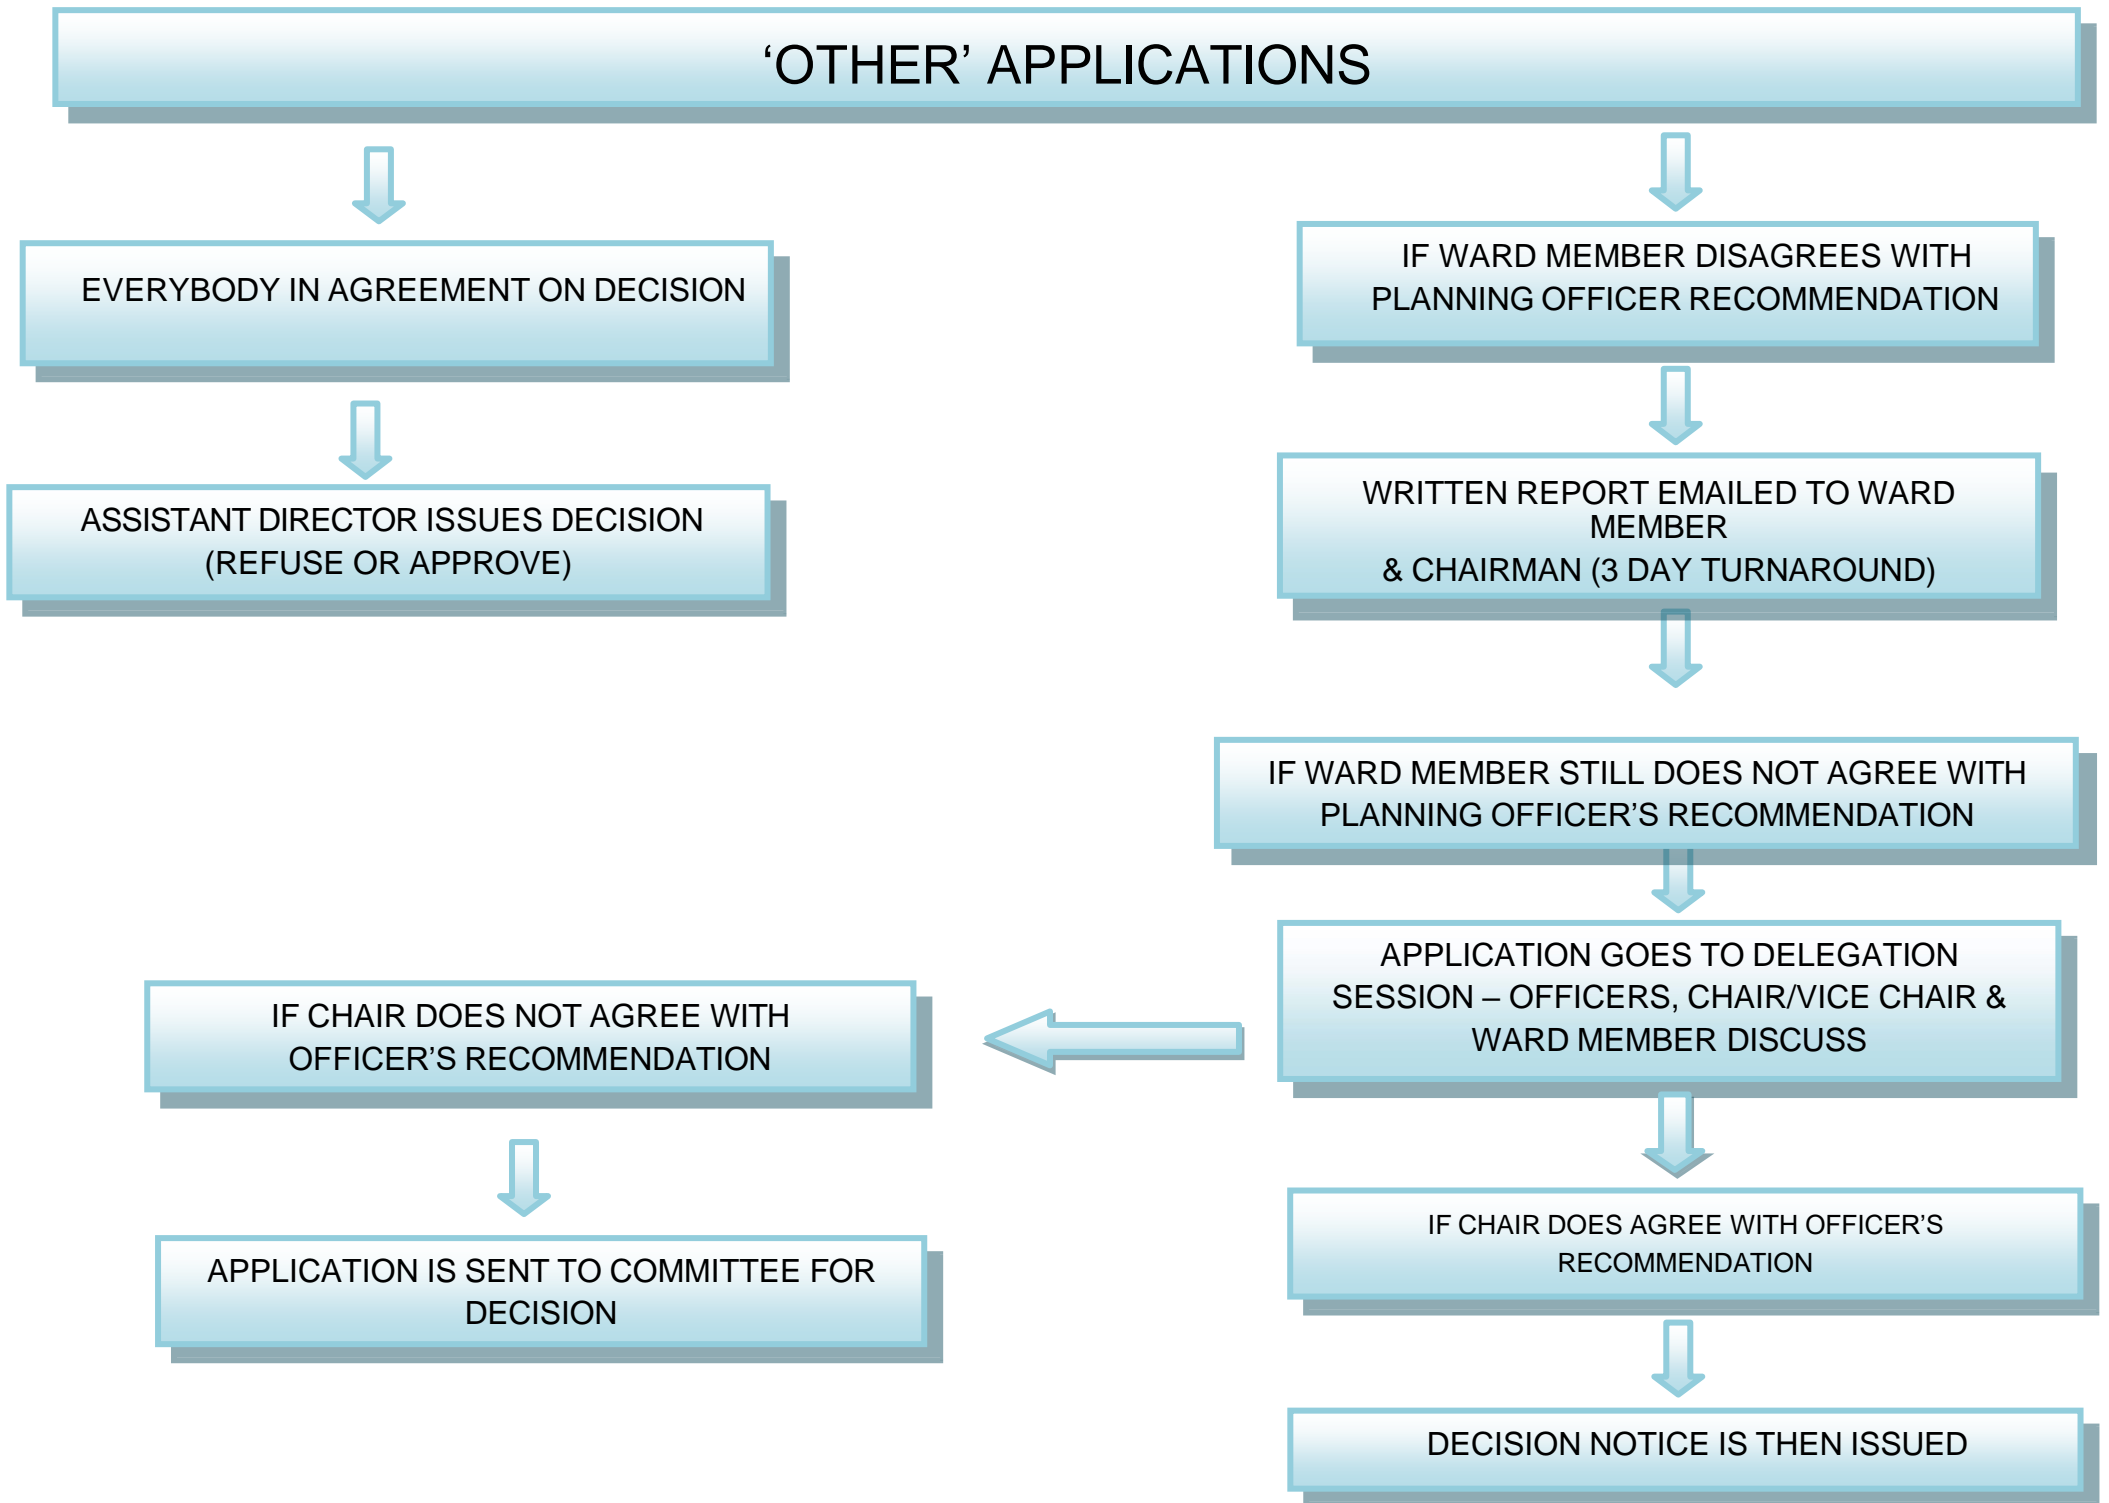 ‘OTHER’ APPLICATIONS
EVERYBODY IN AGREEMENT ON DECISION
ASSISTANT DIRECTOR ISSUES DECISION
(REFUSE OR APPROVE)
IF WARD MEMBER DISAGREES WITH
PLANNING OFFICER RECOMMENDATION
WRITTEN REPORT EMAILED TO WARD
MEMBER
& CHAIRMAN (3 DAY TURNAROUND)
IF WARD MEMBER STILL DOES NOT AGREE WITH
PLANNING OFFICER’S RECOMMENDATION
APPLICATION GOES TO DELEGATION
SESSION – OFFICERS, CHAIR/VICE CHAIR &
WARD MEMBER DISCUSS
IF CHAIR DOES NOT AGREE WITH
OFFICER’S RECOMMENDATION
APPLICATION IS SENT TO COMMITTEE FOR
DECISION
IF CHAIR DOES AGREE WITH OFFICER’S
RECOMMENDATION
DECISION NOTICE IS THEN ISSUED